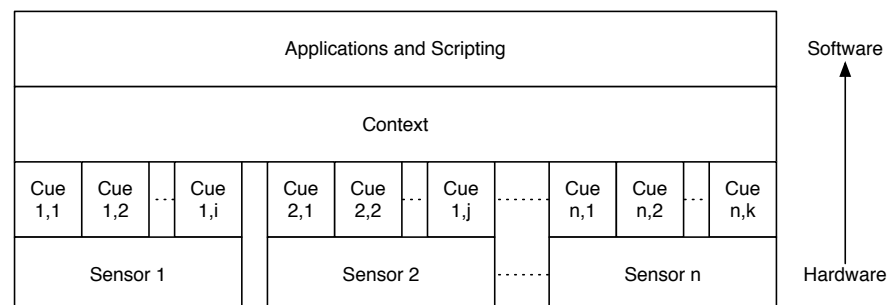 Applications and Scripting
Software
Context
Cue 1,1
Cue 1,2
Cue 1,i
Cue 2,1
Cue 2,2
Cue 1,j
Cue n,1
Cue n,2
Cue n,k
Sensor 1
Sensor 2
Sensor n
Hardware